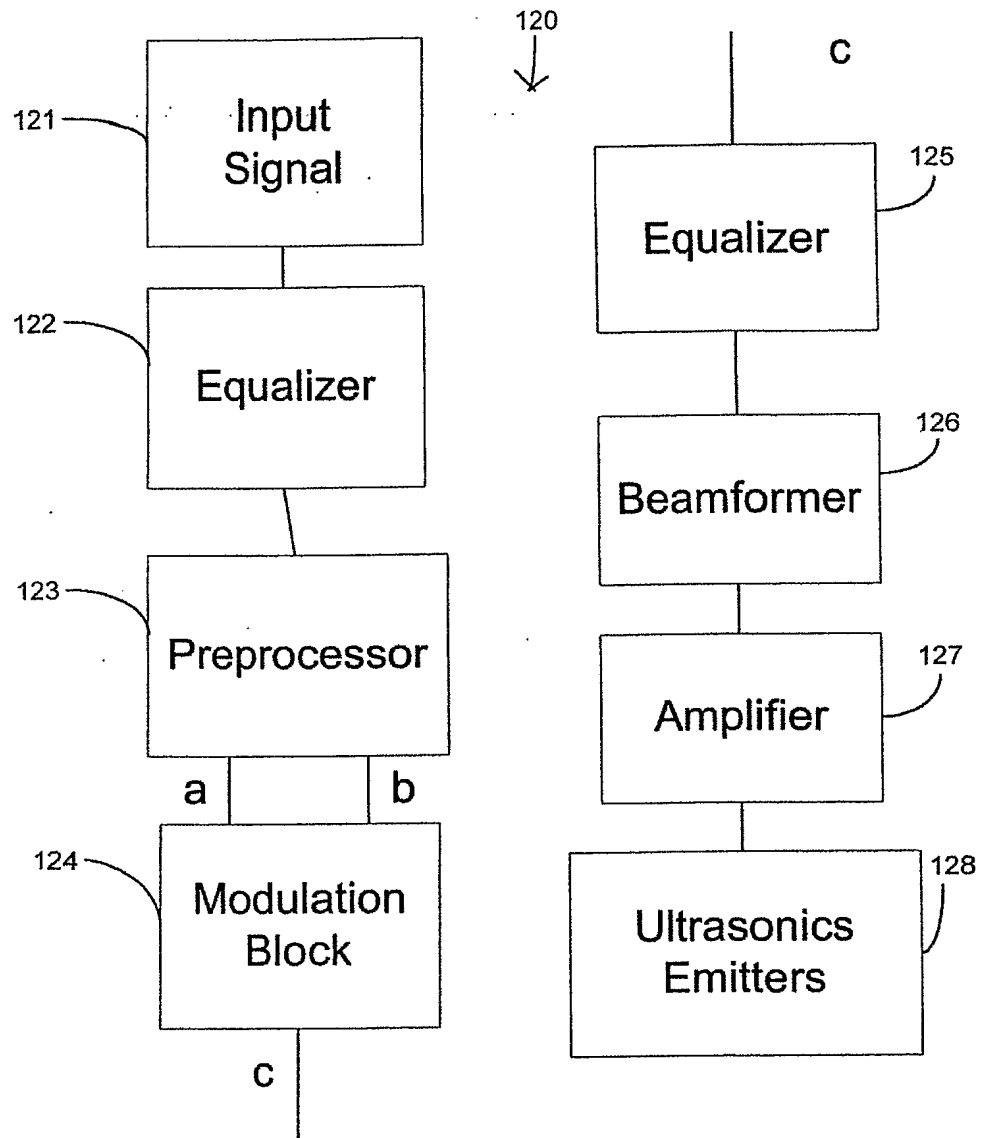 120
121
Input
Signal
122
Equalizer
123
Preprocessor
a
b
124
Modulation
Block
c
c
125
Equalizer
126
Beamformer
127
Amplifier
128
Ultrasonics
Emitters